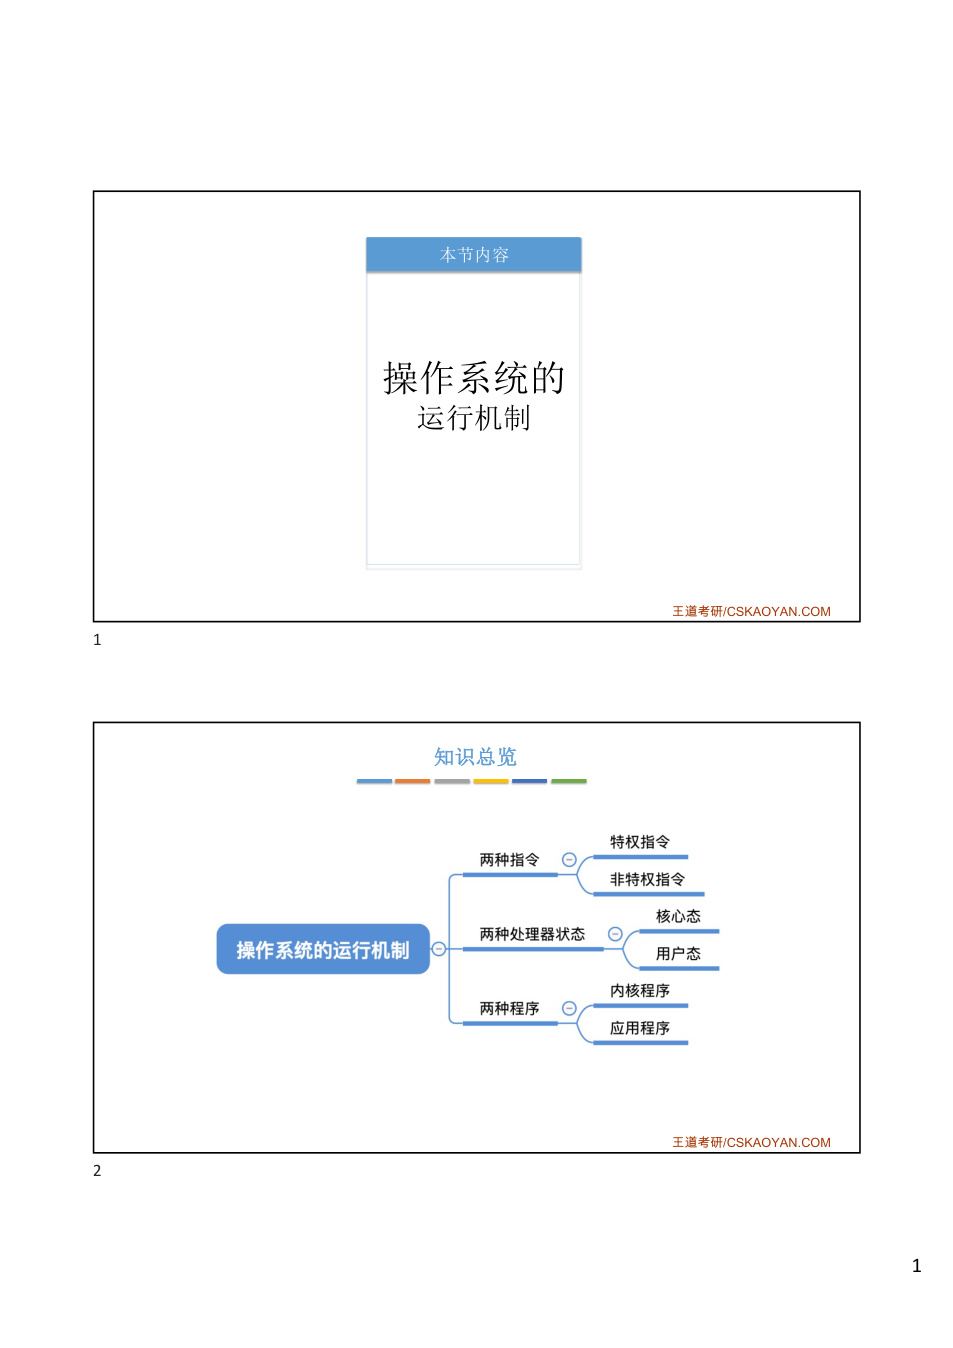 本节内容
操作系统的
运行机制
王道考研/CSKAOYAN.COM
1
知识总览
特权指令
两种指令
非特权指令
核心态
两种处理器状态
用户态
操作系统的运行机制
内核程序
两种程序
应用程序
王道考研/CSKAOYAN.COM
2
1